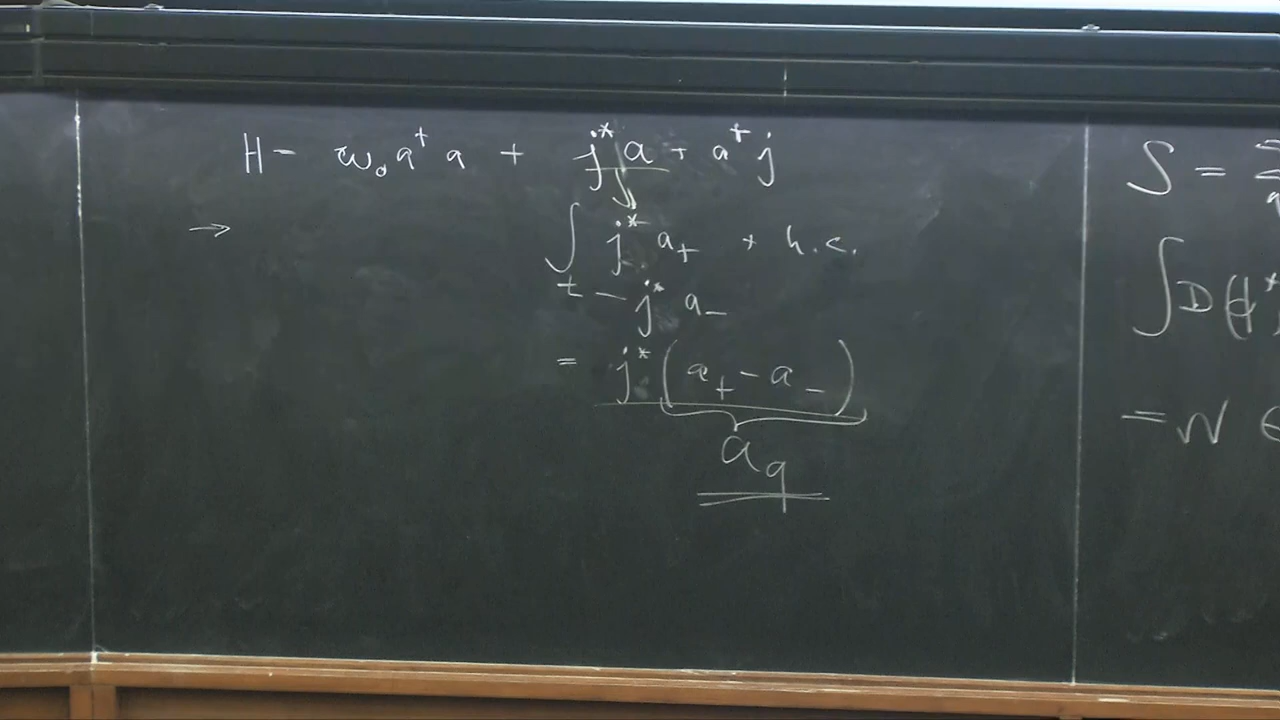 H = ω₀ a† a + j* a + a† j
→
∫ j* a₊ + h.c.
t - j* a₋
= j* (a₊ - a₋)
a_q
S =
∫ D(
= N e